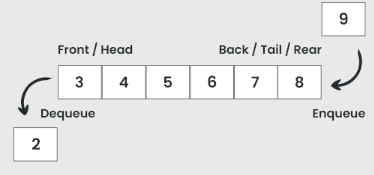 9
Front / Head Back / Tail / Rear
3 4 5 6 7 8
Dequeue Enqueue
2